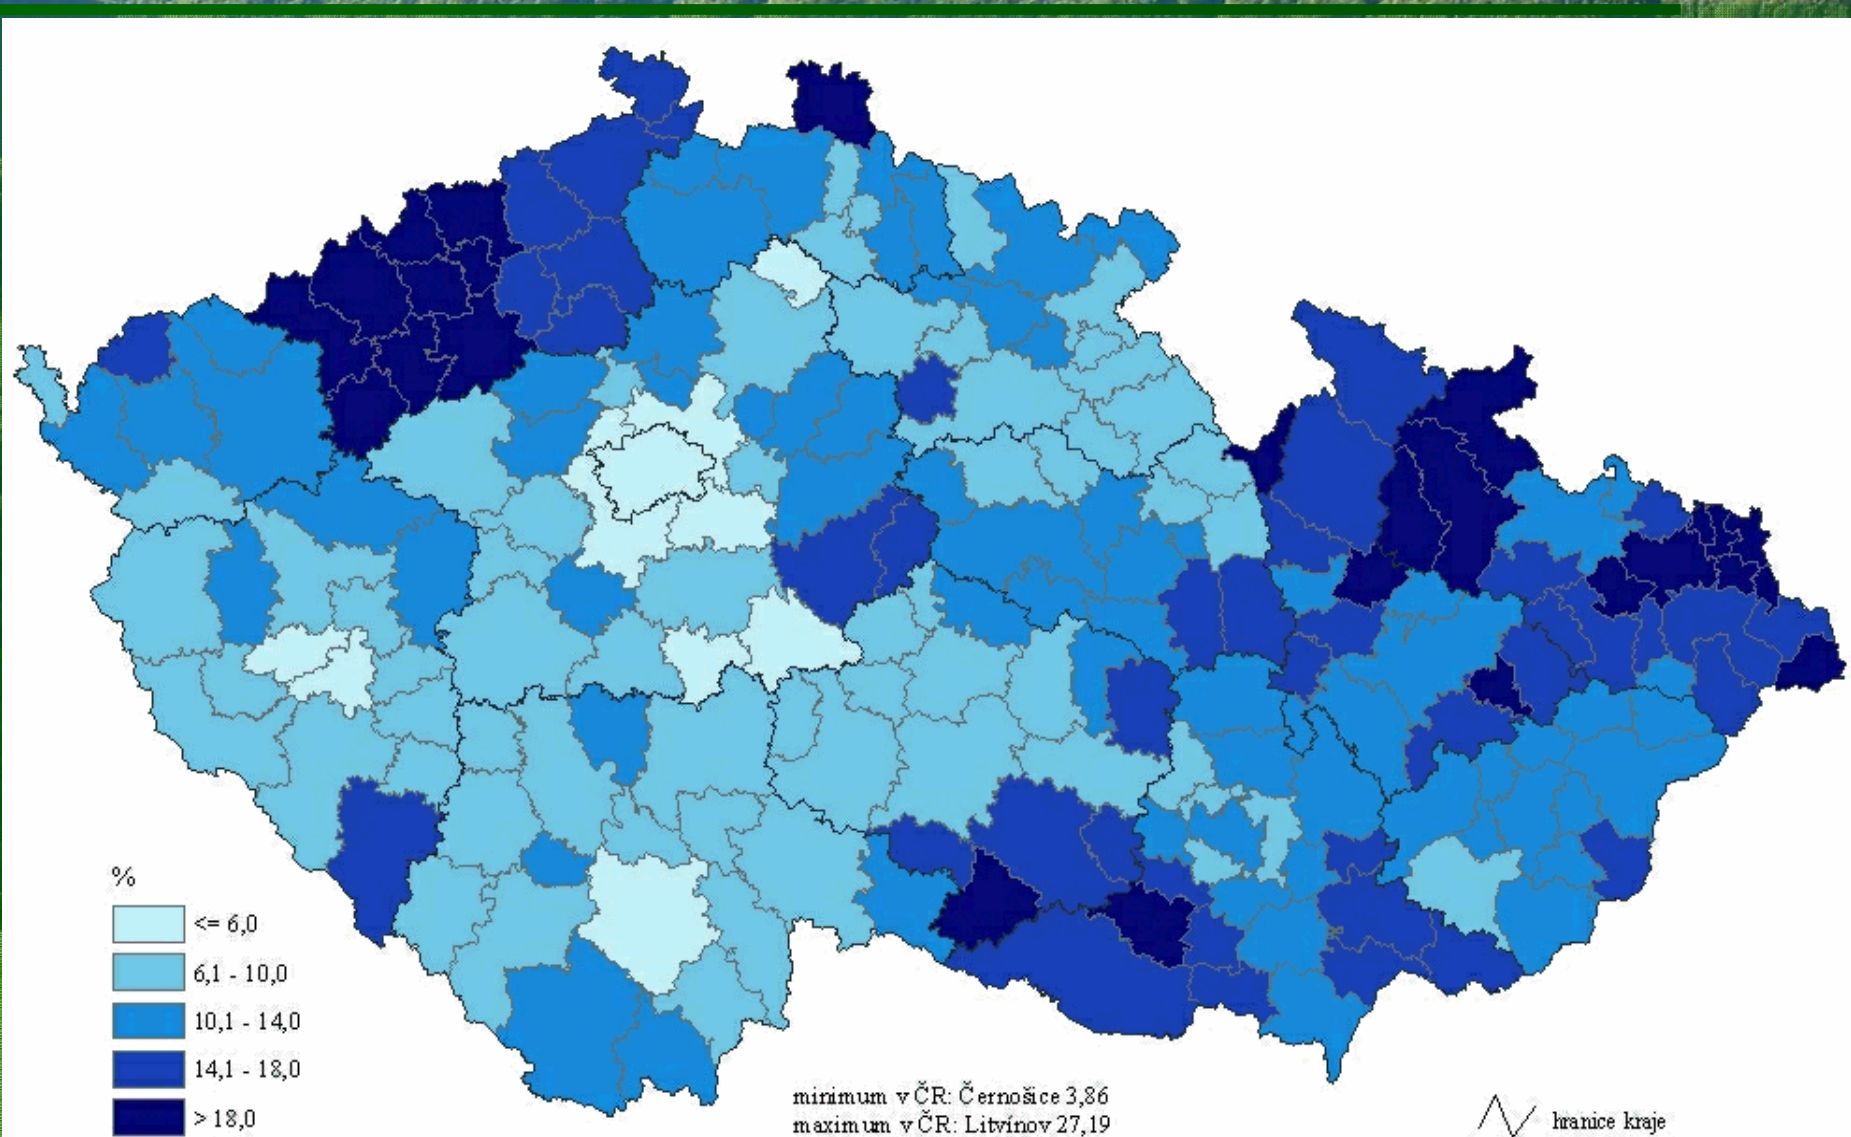 %
<= 6,0
6,1 - 10,0
10,1 - 14,0
14,1 - 18,0
> 18,0
minimum v ČR: Černošice 3,86
maximum v ČR: Litvínov 27,19
hranice kraje